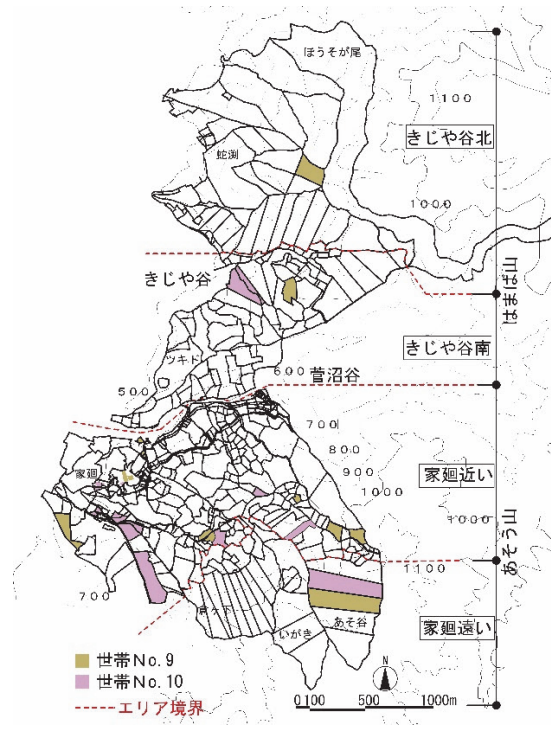 ほうそが尾
1100
きじや谷北
蛇渕
1000
きじや谷
はまば山
きじや谷南
ツキド
600
菅沼谷
500
700
800
家廻
900
家廻近い
1000
1000
あそう山
1100
700
あそ谷
いがき
家廻遠い
世帯No.9
世帯No.10
エリア境界
N
0 100 500 1000m